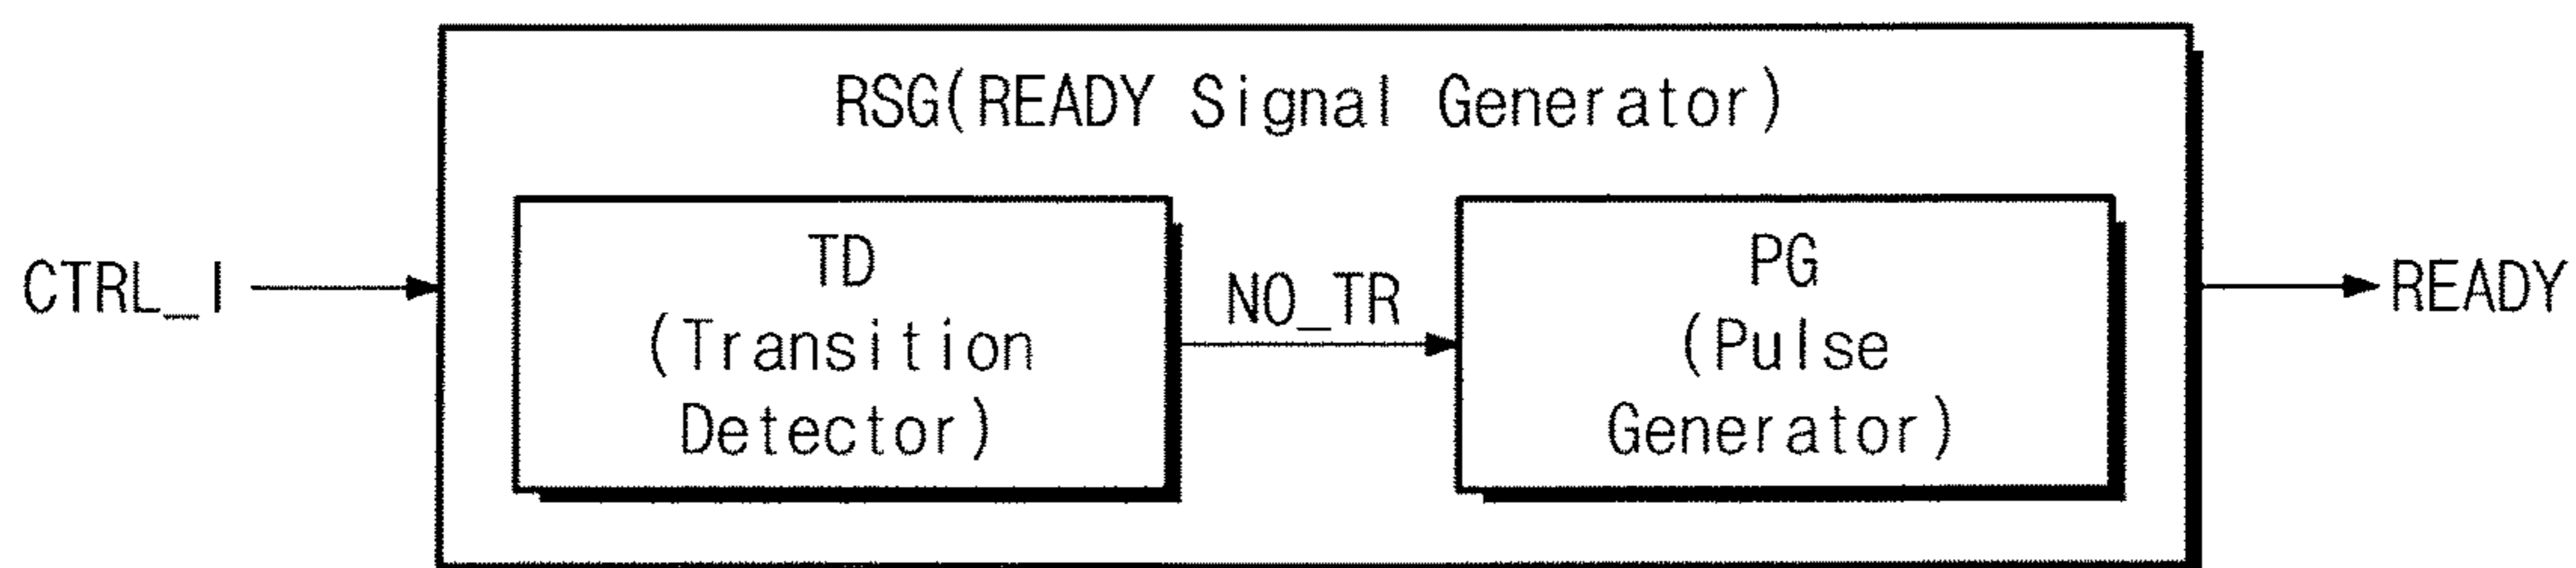 RSG(READY Signal Generator)
CTRL_I
TD
(Transition
Detector)
NO_TR
PG
(Pulse
Generator)
READY